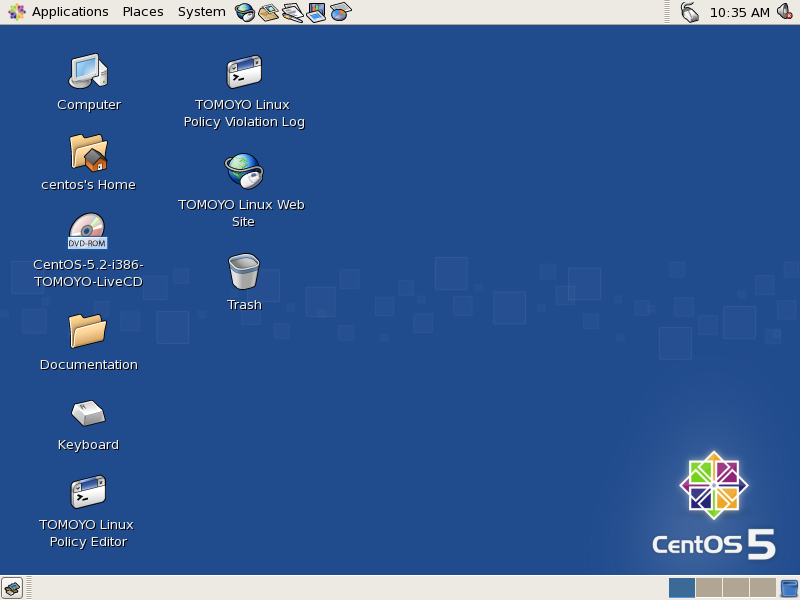 Applications Places System 10:35 AM
Computer
centos's Home
DVD-ROM
CentOS-5.2-i386-
TOMOYO-LiveCD
Documentation
Keyboard
TOMOYO Linux
Policy Editor
TOMOYO Linux
Policy Violation Log
TOMOYO Linux Web
Site
Trash
CentOS 5